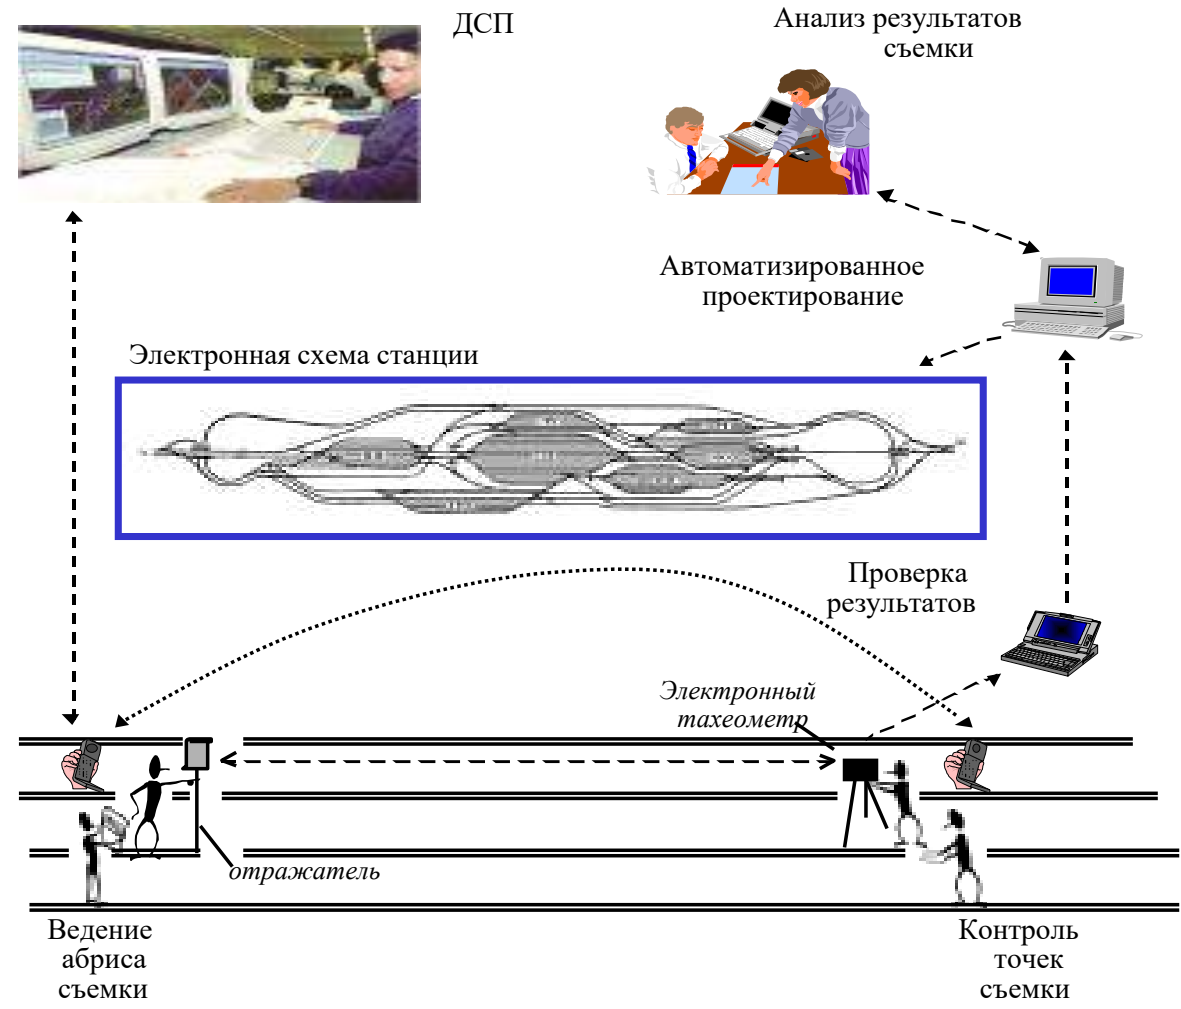 ДСП
Анализ результатов
съемки
Автоматизированное
проектирование
Электронная схема станции
Проверка
результатов
Электронный
тахеометр
отражатель
Ведение
абриса
съемки
Контроль
точек
съемки